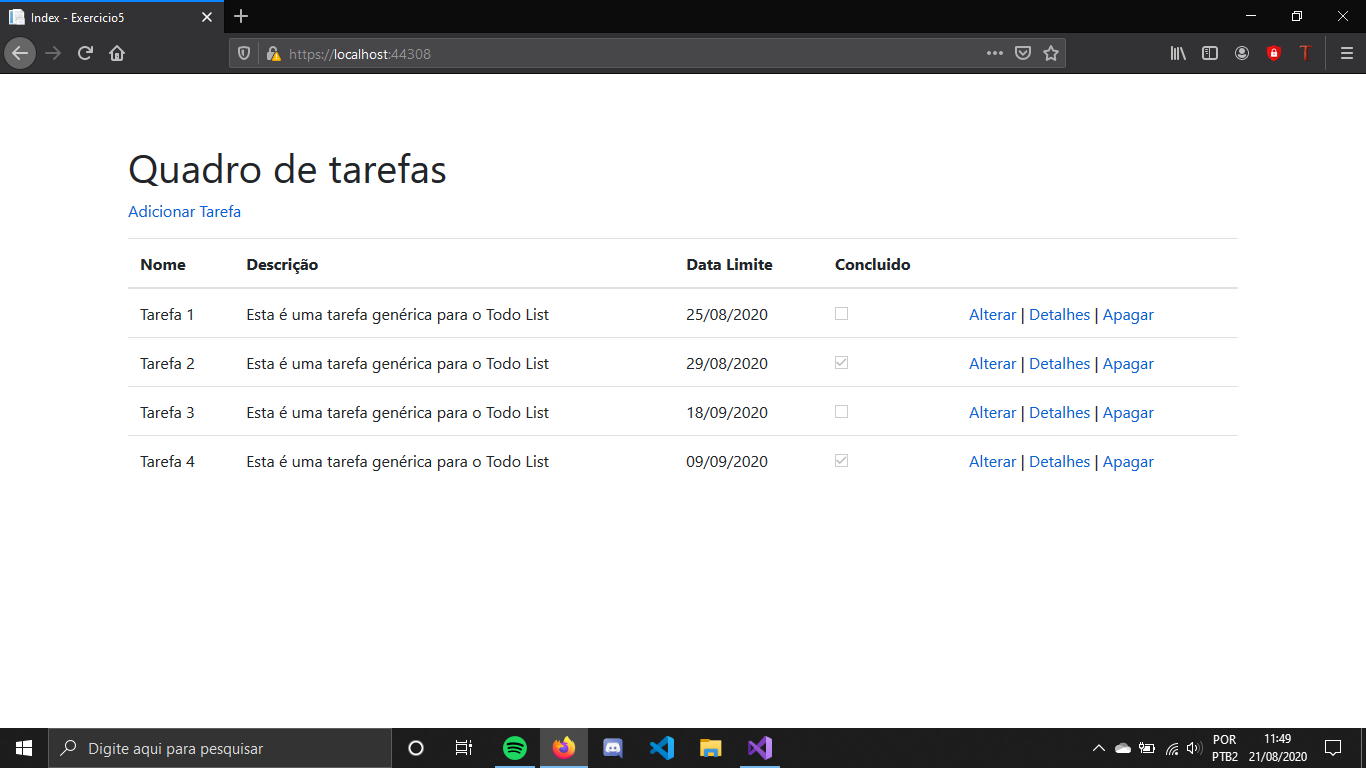 Index - Exercicio5
https://localhost:44308
Quadro de tarefas
Adicionar Tarefa
Nome Descrição Data Limite Concluido
Tarefa 1 Esta é uma tarefa genérica para o Todo List 25/08/2020 Alterar | Detalhes | Apagar
Tarefa 2 Esta é uma tarefa genérica para o Todo List 29/08/2020 Alterar | Detalhes | Apagar
Tarefa 3 Esta é uma tarefa genérica para o Todo List 18/09/2020 Alterar | Detalhes | Apagar
Tarefa 4 Esta é uma tarefa genérica para o Todo List 09/09/2020 Alterar | Detalhes | Apagar
Digite aqui para pesquisar
POR 11:49
PTB2 21/08/2020